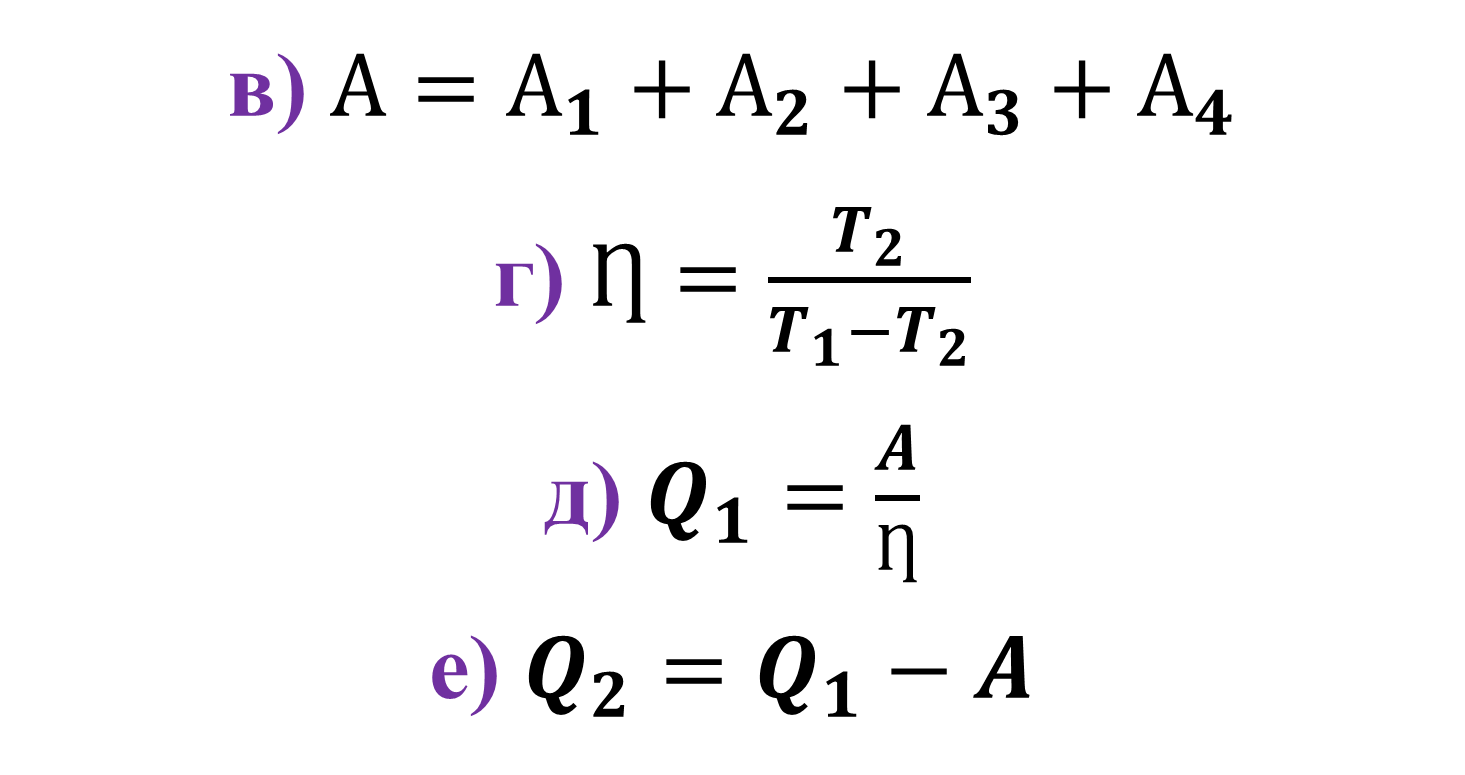 в) A = A₁ + A₂ + A₃ + A₄
г) η = T₂ / (T₁ − T₂)
д) Q₁ = A / η
е) Q₂ = Q₁ − A